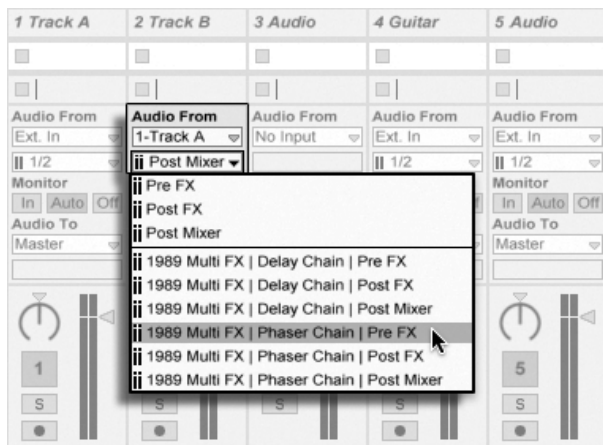 1 Track A 2 Track B 3 Audio 4 Guitar 5 Audio
Audio From Audio From Audio From Audio From Audio From
Ext. In 1-Track A No Input Ext. In Ext. In
1/2 Post Mixer 1/2 1/2
Monitor Monitor
In Auto Off In Auto Off
Audio To Audio To
Master Master
Pre FX
Post FX
Post Mixer
1989 Multi FX | Delay Chain | Pre FX
1989 Multi FX | Delay Chain | Post FX
1989 Multi FX | Delay Chain | Post Mixer
1989 Multi FX | Phaser Chain | Pre FX
1989 Multi FX | Phaser Chain | Post FX
1989 Multi FX | Phaser Chain | Post Mixer
1 5
S S S S S